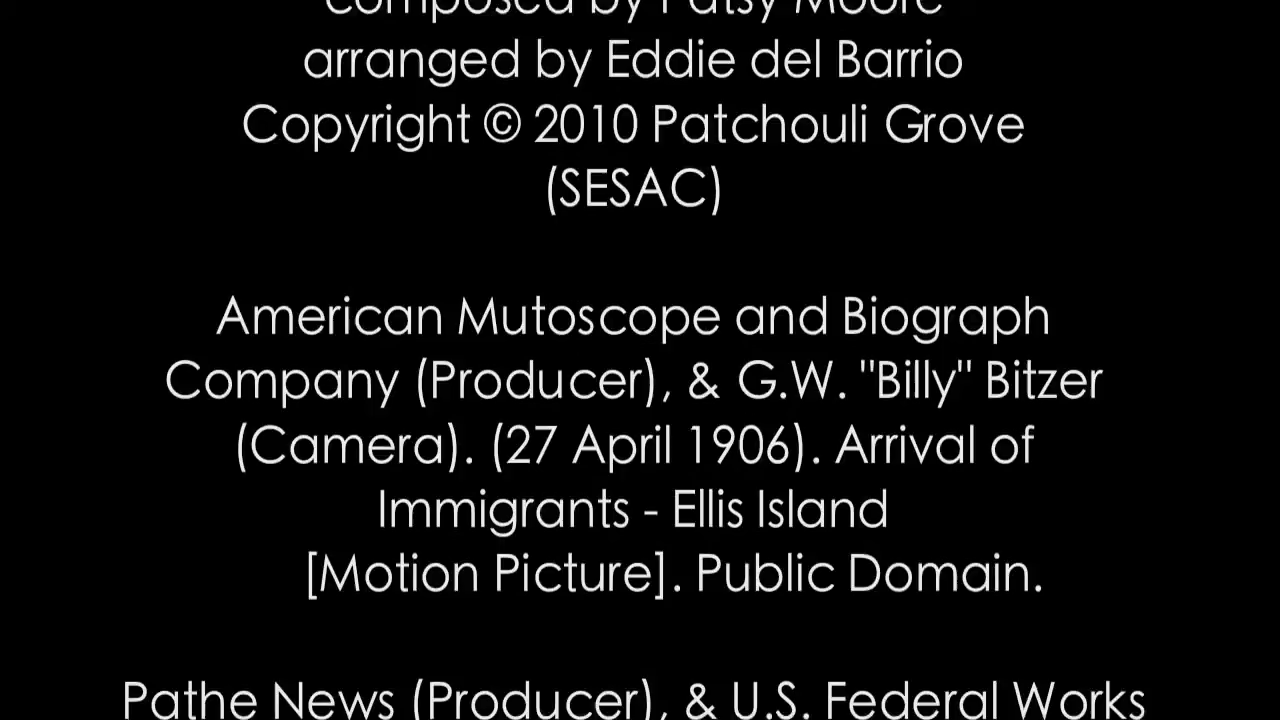 composed by Patsy Moore
arranged by Eddie del Barrio
Copyright © 2010 Patchouli Grove
(SESAC)
American Mutoscope and Biograph
Company (Producer), & G.W. "Billy" Bitzer
(Camera). (27 April 1906). Arrival of
Immigrants - Ellis Island
[Motion Picture]. Public Domain.
Pathe News (Producer), & U.S. Federal Works